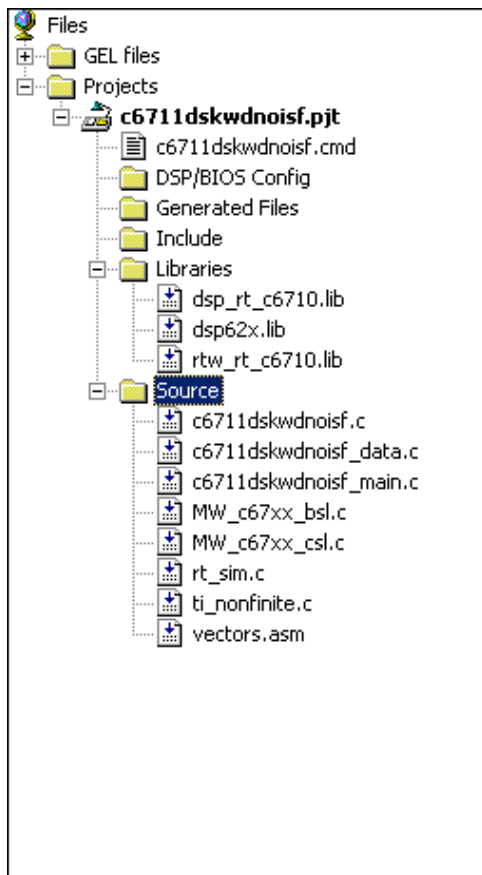 Files
GEL files
Projects
c6711dskwdnoisf.pjt
c6711dskwdnoisf.cmd
DSP/BIOS Config
Generated Files
Include
Libraries
dsp_rt_c6710.lib
dsp62x.lib
rtw_rt_c6710.lib
Source
c6711dskwdnoisf.c
c6711dskwdnoisf_data.c
c6711dskwdnoisf_main.c
MW_c67xx_bsl.c
MW_c67xx_csl.c
rt_sim.c
ti_nonfinite.c
vectors.asm